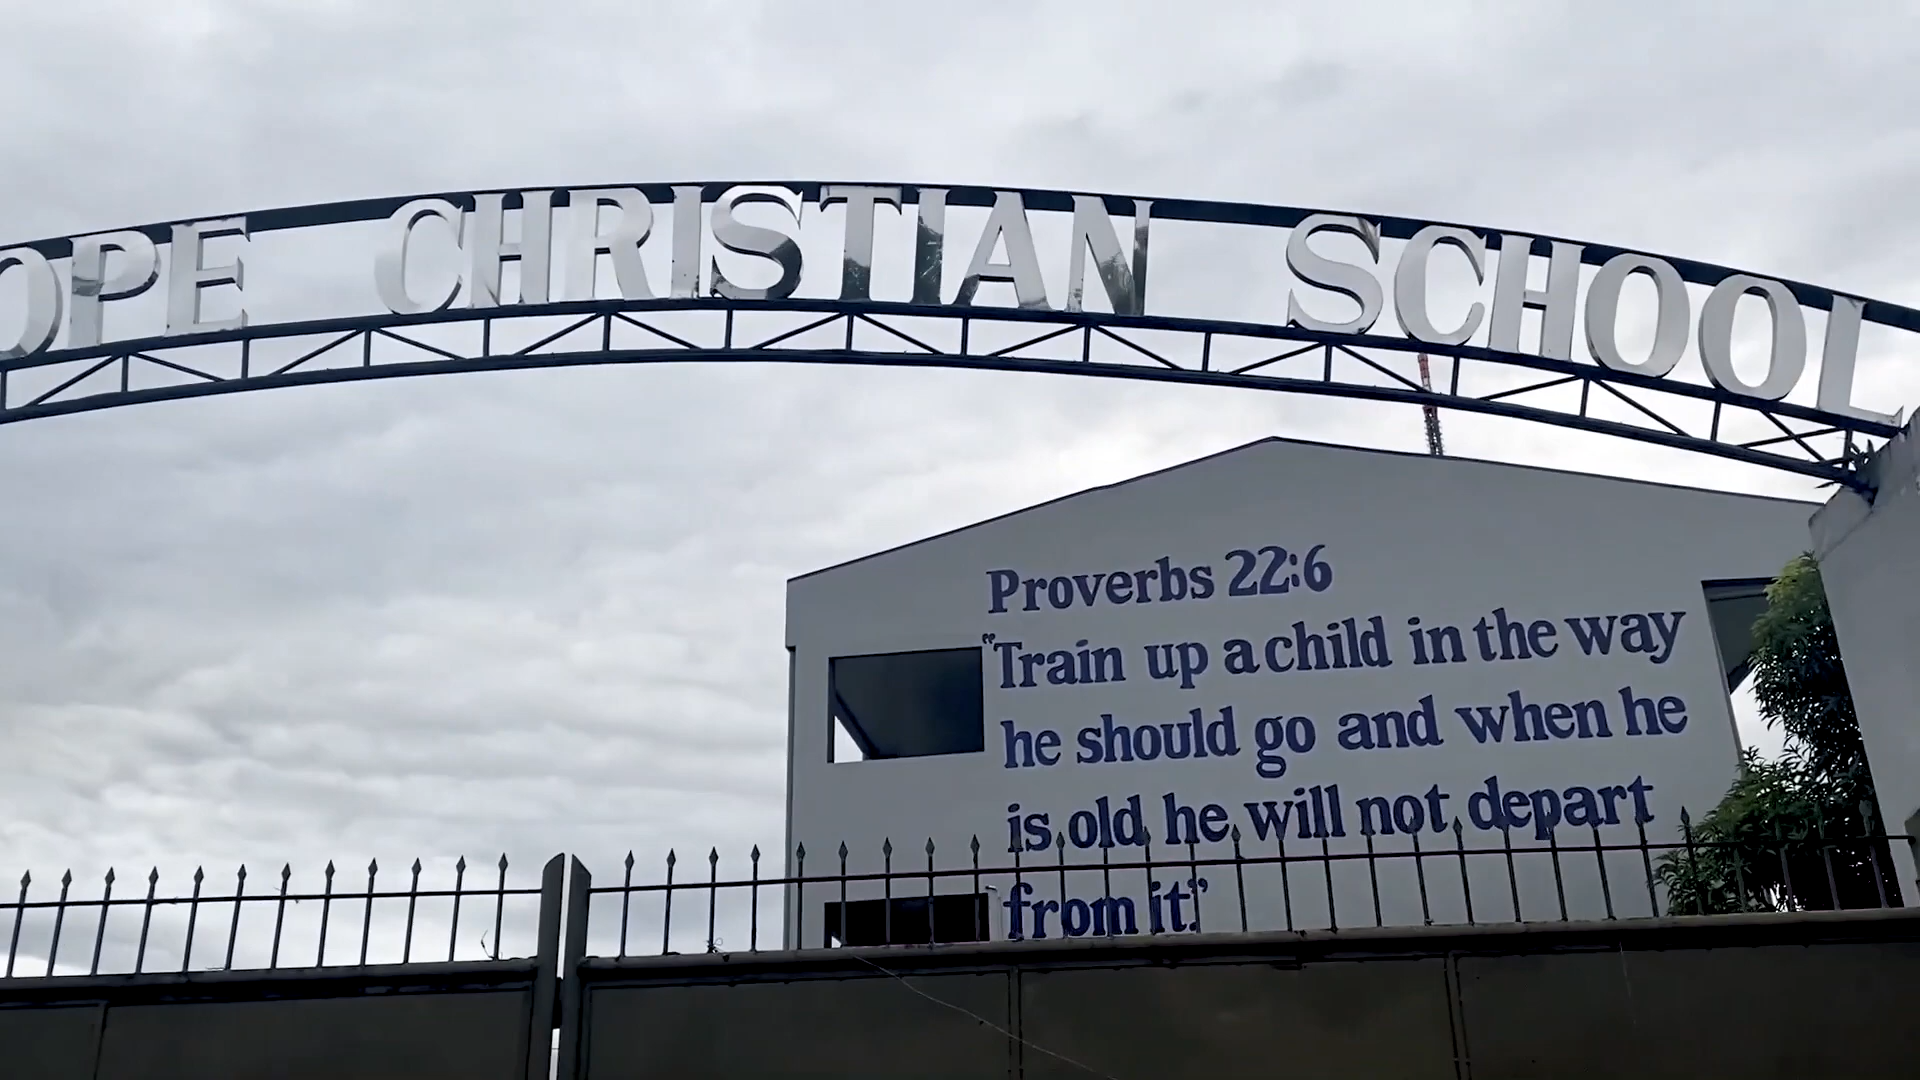 OPE CHRISTIAN SCHOOL
Proverbs 22:6
"Train up a child in the way
he should go and when he
is old he will not depart
from it."